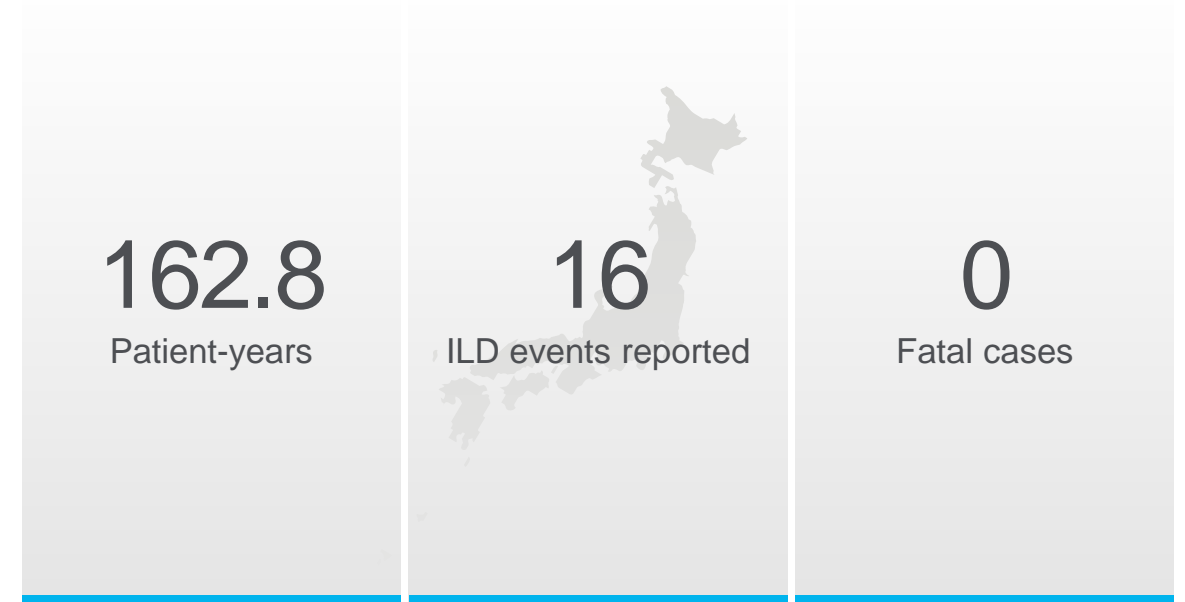 162.8
Patient-years
16
ILD events reported
0
Fatal cases